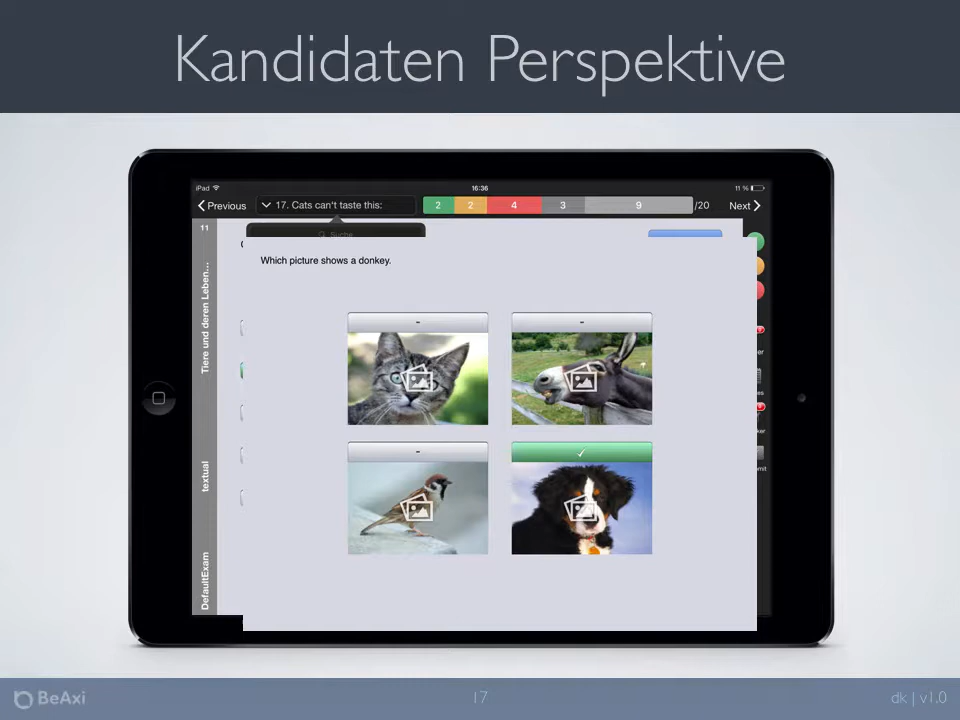 Kandidaten Perspektive
iPad
16:36
11 %
Previous
17. Cats can't taste this:
2
2
4
3
9
/20
Next
11
Suche
Tiere und deren Leben...
textual
DefaultExam
Which picture shows a donkey.
-
-
-
✓
BeAxi
17
dk | v1.0